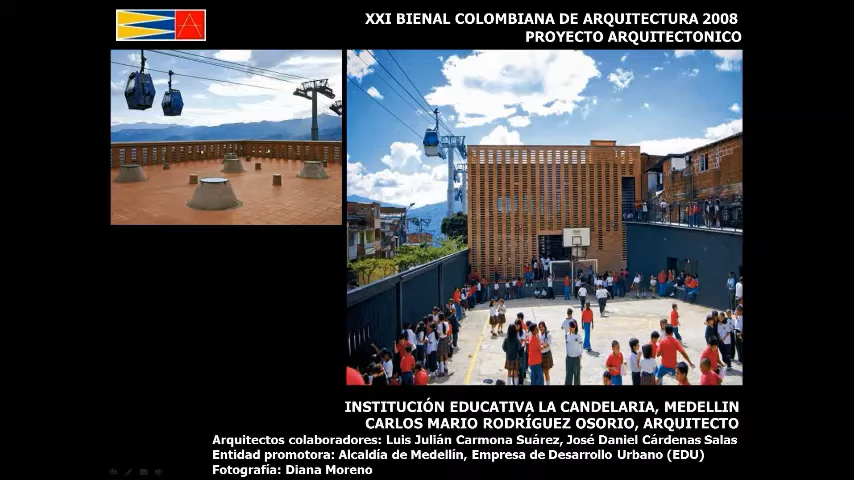 XXI BIENAL COLOMBIANA DE ARQUITECTURA 2008
PROYECTO ARQUITECTONICO
INSTITUCIÓN EDUCATIVA LA CANDELARIA, MEDELLIN
CARLOS MARIO RODRÍGUEZ OSORIO, ARQUITECTO
Arquitectos colaboradores: Luis Julián Carmona Suárez, José Daniel Cárdenas Salas
Entidad promotora: Alcaldía de Medellín, Empresa de Desarrollo Urbano (EDU)
Fotografía: Diana Moreno